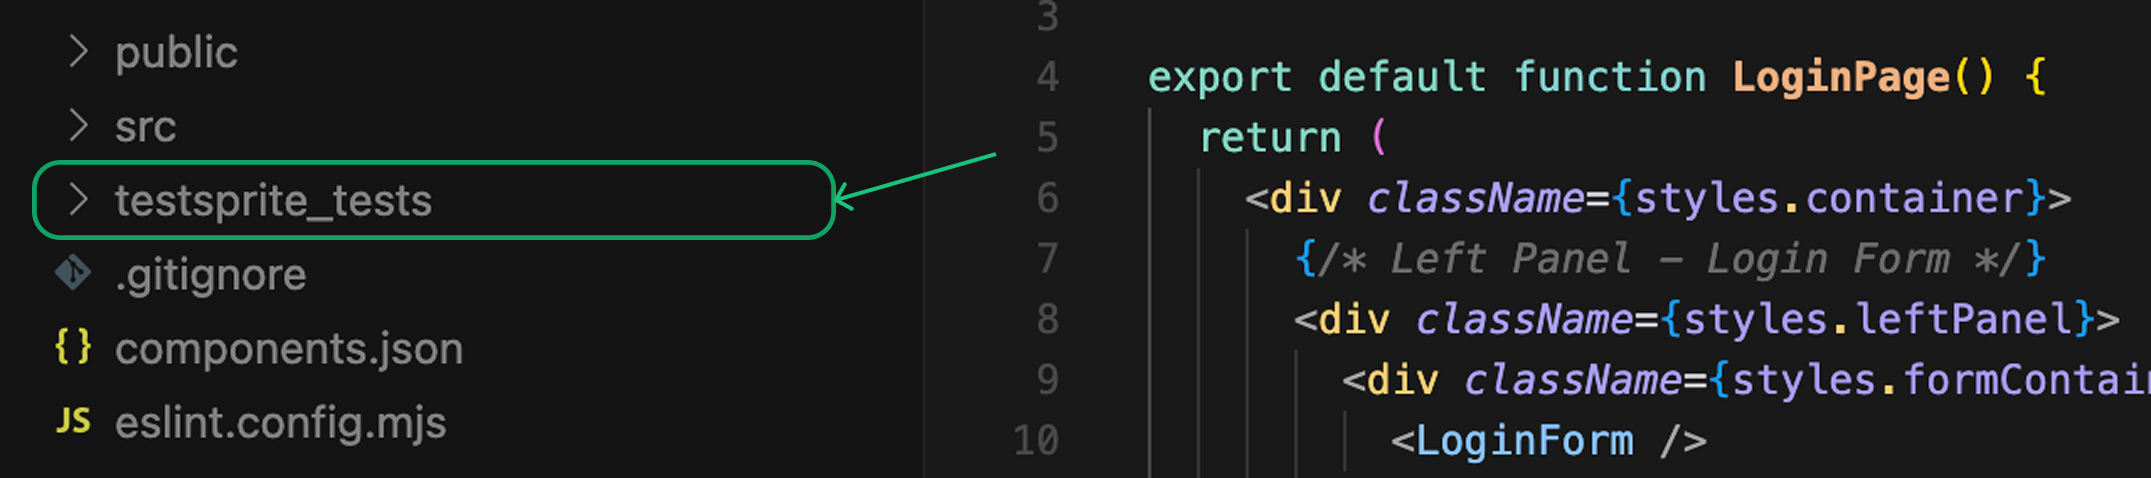 public
src
testsprite_tests
.gitignore
{} components.json
JS eslint.config.mjs
3
4 export default function LoginPage() {
5 return (
6 <div className={styles.container}>
7 {/* Left Panel - Login Form */}
8 <div className={styles.leftPanel}>
9 <div className={styles.formContai
10 <LoginForm />